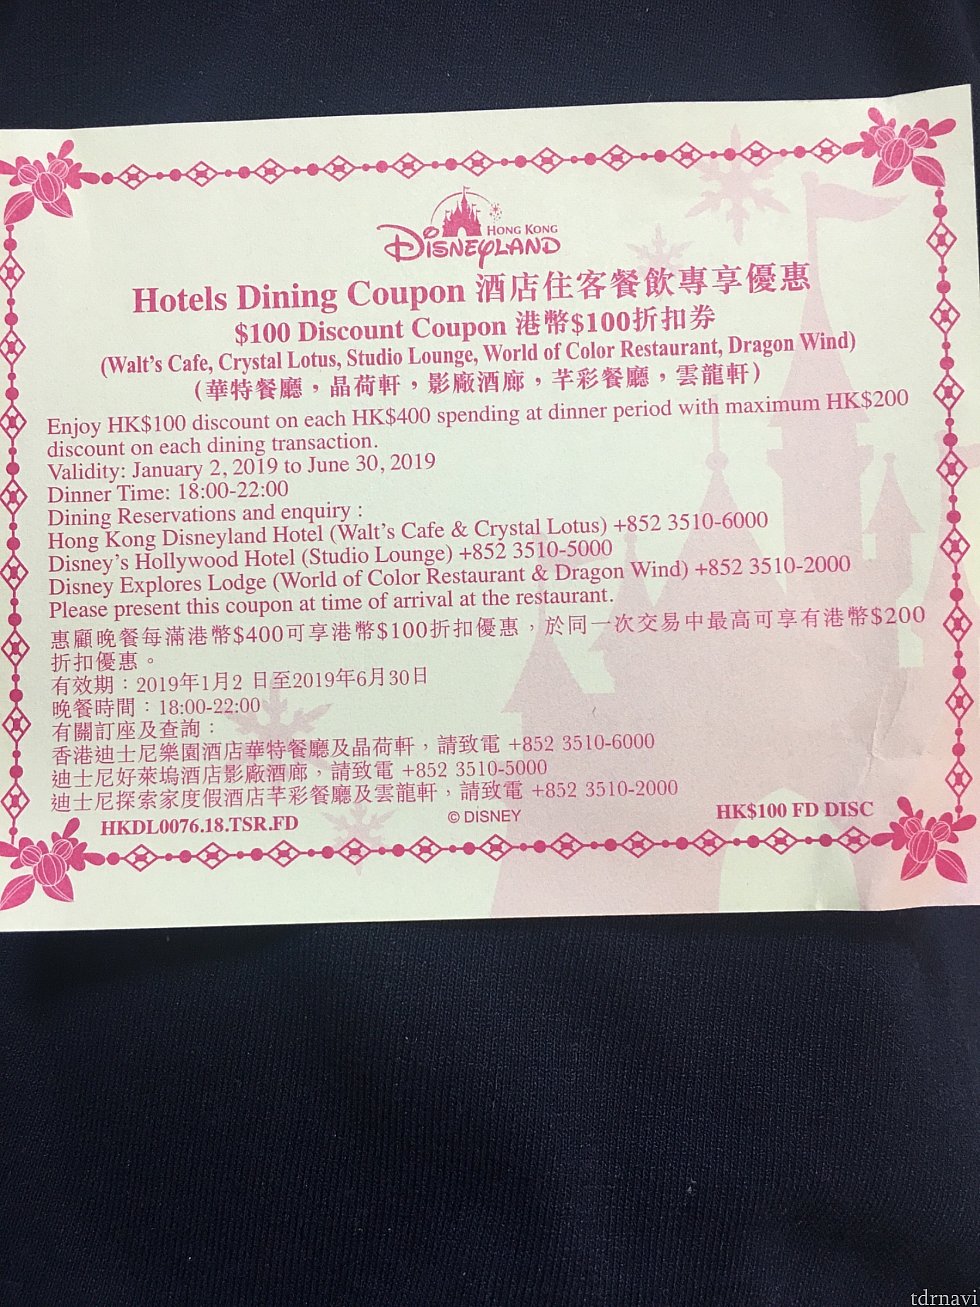 HONG KONG
DISNEYLAND
Hotels Dining Coupon 酒店住客餐飲專享優惠
$100 Discount Coupon 港幣$100折扣券
(Walt's Cafe, Crystal Lotus, Studio Lounge, World of Color Restaurant, Dragon Wind)
(華特餐廳，晶荷軒，影廠酒廊，芊彩餐廳，雲龍軒)
Enjoy HK$100 discount on each HK$400 spending at dinner period with maximum HK$200
discount on each dining transaction.
Validity: January 2, 2019 to June 30, 2019
Dinner Time: 18:00-22:00
Dining Reservations and enquiry :
Hong Kong Disneyland Hotel (Walt's Cafe & Crystal Lotus) +852 3510-6000
Disney's Hollywood Hotel (Studio Lounge) +852 3510-5000
Disney Explores Lodge (World of Color Restaurant & Dragon Wind) +852 3510-2000
Please present this coupon at time of arrival at the restaurant.
惠顧晚餐每滿港幣$400可享港幣$100折扣優惠，於同一次交易中最高可享有港幣$200
折扣優惠。
有效期：2019年1月2 日至2019年6月30日
晚餐時間：18:00-22:00
有關訂座及查詢：
香港迪士尼樂園酒店華特餐廳及晶荷軒，請致電 +852 3510-6000
迪士尼好萊塢酒店影廠酒廊，請致電 +852 3510-5000
迪士尼探索家度假酒店芊彩餐廳及雲龍軒，請致電 +852 3510-2000
HKDL0076.18.TSR.FD
© DISNEY
HK$100 FD DISC
tdrnavi